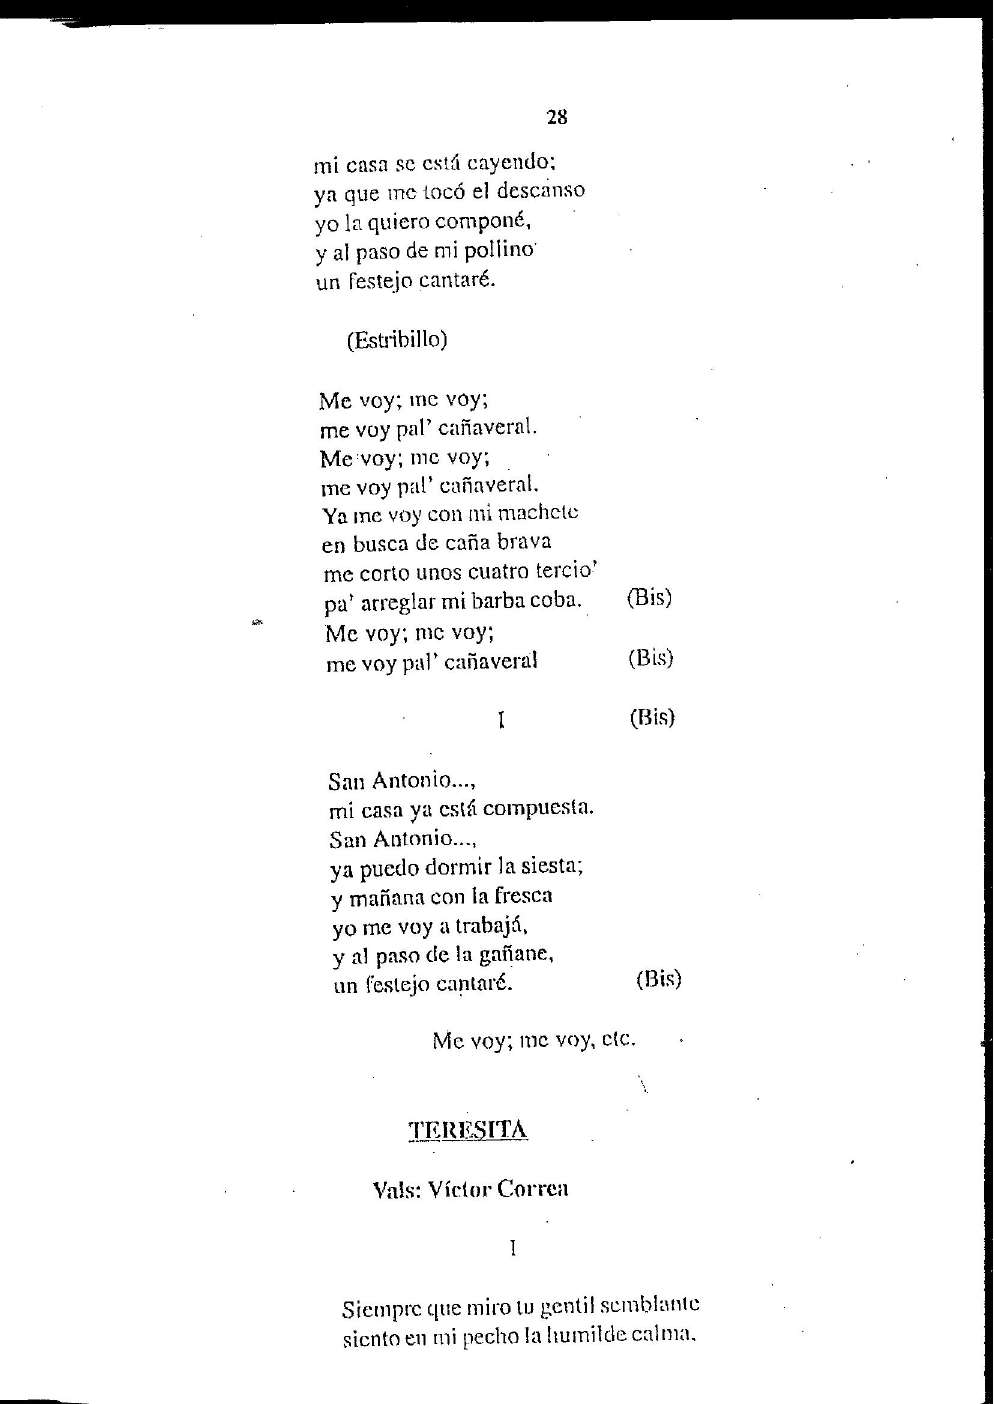 28
mi casa se está cayendo;
ya que me tocó el descanso
yo la quiero componé,
y al paso de mi pollino
un festejo cantaré.
(Estribillo)
Me voy; me voy;
me voy pal' cañaveral.
Me voy; me voy;
me voy pal' cañaveral.
Ya me voy con mi machete
en busca de caña brava
me corto unos cuatro tercio'
pa' arreglar mi barba coba. (Bis)
Me voy; me voy;
me voy pal' cañaveral (Bis)
I (Bis)
San Antonio...,
mi casa ya está compuesta.
San Antonio...,
ya puedo dormir la siesta;
y mañana con la fresca
yo me voy a trabajá,
y al paso de la gañane,
un festejo cantaré. (Bis)
Me voy; me voy, etc.
TERESITA
Vals: Víctor Correa
I
Siempre que miro tu gentil semblante
siento en mi pecho la humilde calma.